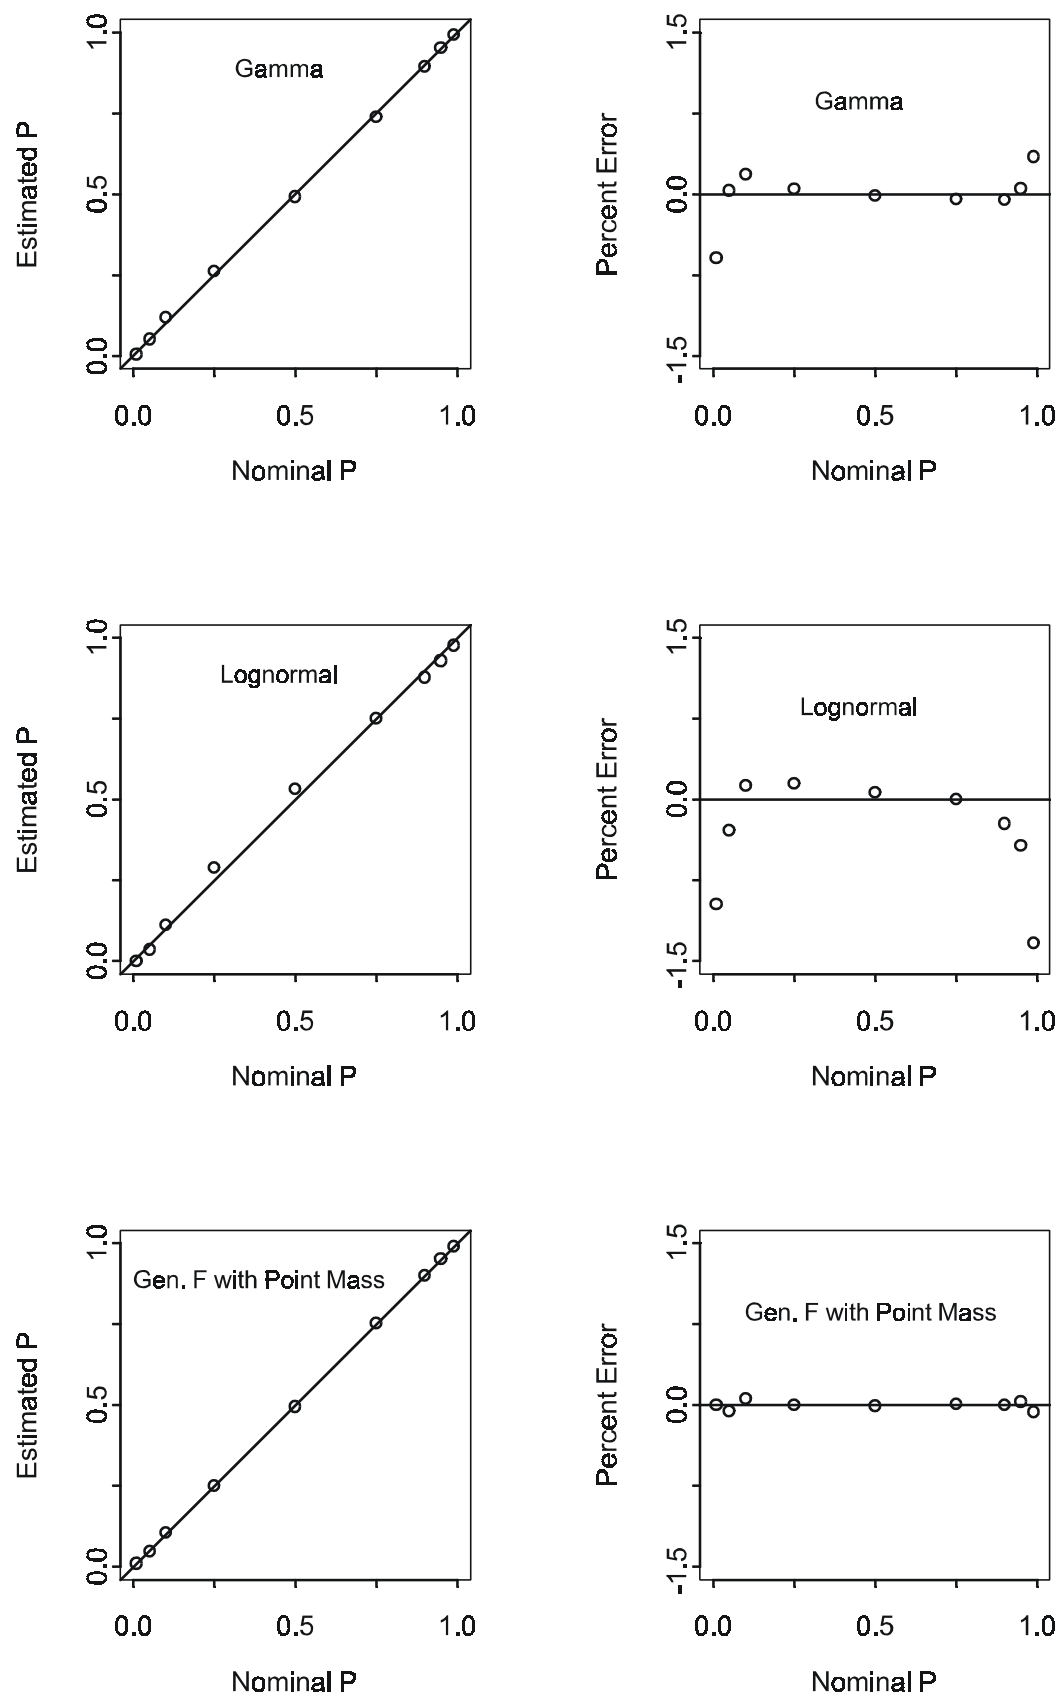 Estimated P
1.0
0.5
0.0
Gamma
0.0 0.5 1.0
Nominal P
Percent Error
1.5
0.0
-1.5
Gamma
0.0 0.5 1.0
Nominal P
Estimated P
1.0
0.5
0.0
Lognormal
0.0 0.5 1.0
Nominal P
Percent Error
1.5
0.0
-1.5
Lognormal
0.0 0.5 1.0
Nominal P
Estimated P
1.0
0.5
0.0
Gen. F with Point Mass
0.0 0.5 1.0
Nominal P
Percent Error
1.5
0.0
-1.5
Gen. F with Point Mass
0.0 0.5 1.0
Nominal P